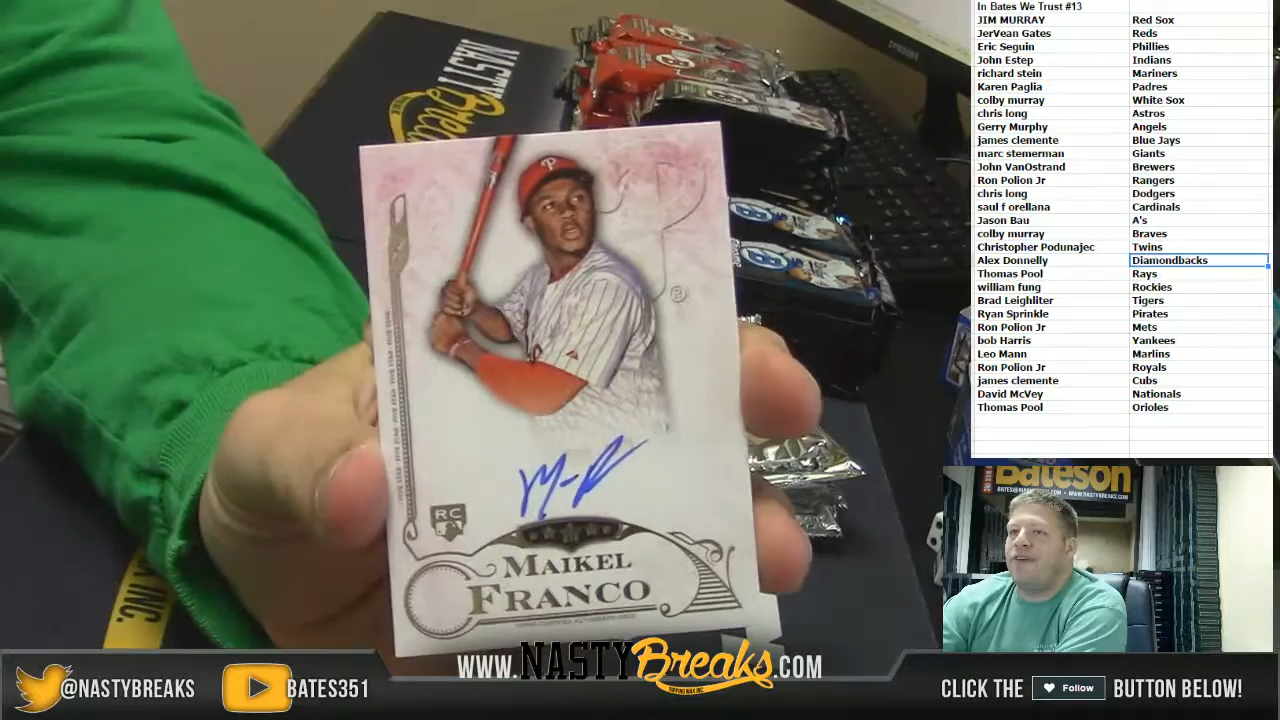 In Bates We Trust #13
JIM MURRAY Red Sox
JerVean Gates Reds
Eric Seguin Phillies
John Estep Indians
richard stein Mariners
Karen Paglia Padres
colby murray White Sox
chris long Astros
Gerry Murphy Angels
james clemente Blue Jays
marc stemerman Giants
John VanOstrand Brewers
Ron Polion Jr Rangers
chris long Dodgers
saul f orellana Cardinals
Jason Bau A's
colby murray Braves
Christopher Podunajec Twins
Alex Donnelly Diamondbacks
Thomas Pool Rays
william fung Rockies
Brad Leighliter Tigers
Ryan Sprinkle Pirates
Ron Polion Jr Mets
bob Harris Yankees
Leo Mann Marlins
Ron Polion Jr Royals
james clemente Cubs
David McVey Nationals
Thomas Pool Orioles
NASTY
SAMSUNG
P
RC
MAIKEL
FRANCO
INC.
Bateson
WWW.NASTYBreaks.COM
RIPPING WAX INC
@NASTYBREAKS
BATES351
CLICK THE Follow BUTTON BELOW!